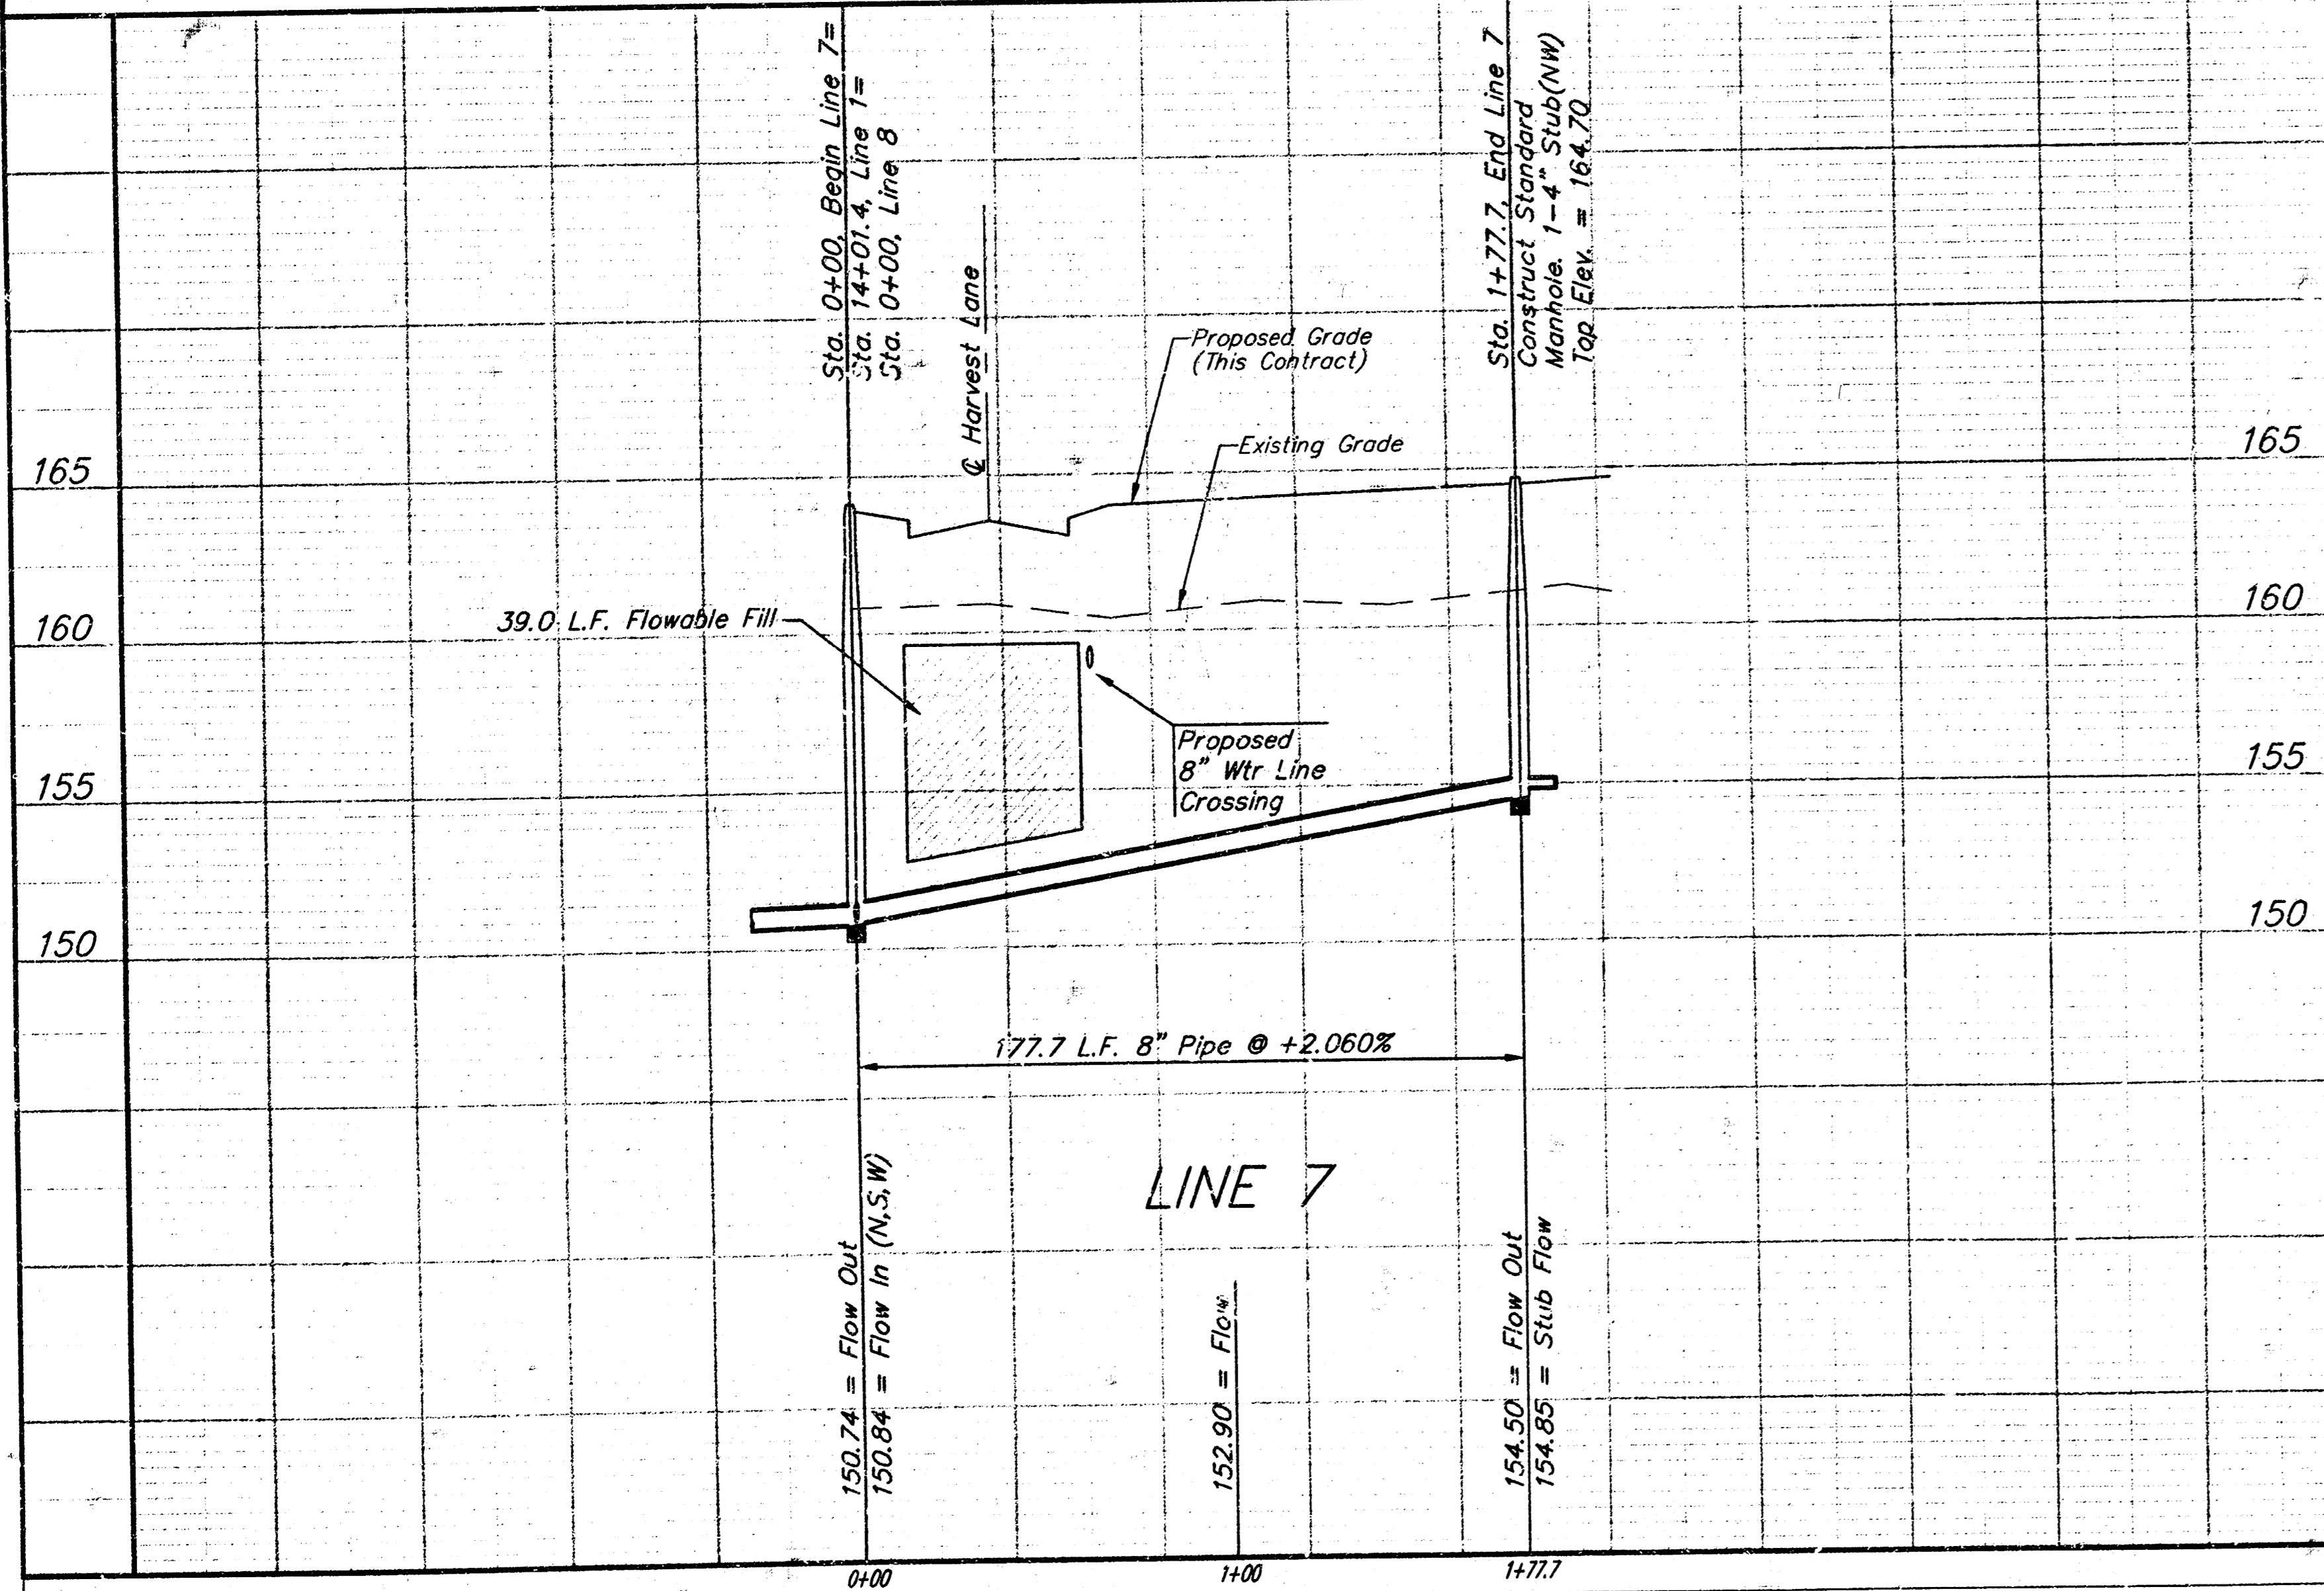 Sta. 0+00, Begin Line 7=
Sta. 14+01.4, Line 1=
Sta. 0+00, Line 8
℄ Harvest Lane
Sta. 1+77.7, End Line 7
Construct Standard
Manhole. 1-4" Stub(NW)
Top Elev. = 164.70
Proposed Grade
(This Contract)
Existing Grade
165
165
160
160
39.0 L.F. Flowable Fill
Proposed
8" Wtr Line
Crossing
155
155
150
150
177.7 L.F. 8" Pipe @ +2.060%
LINE 7
150.74 = Flow Out
150.84 = Flow In (N,S,W)
152.90 = Flow
154.50 = Flow Out
154.85 = Stub Flow
0+00
1+00
1+77.7